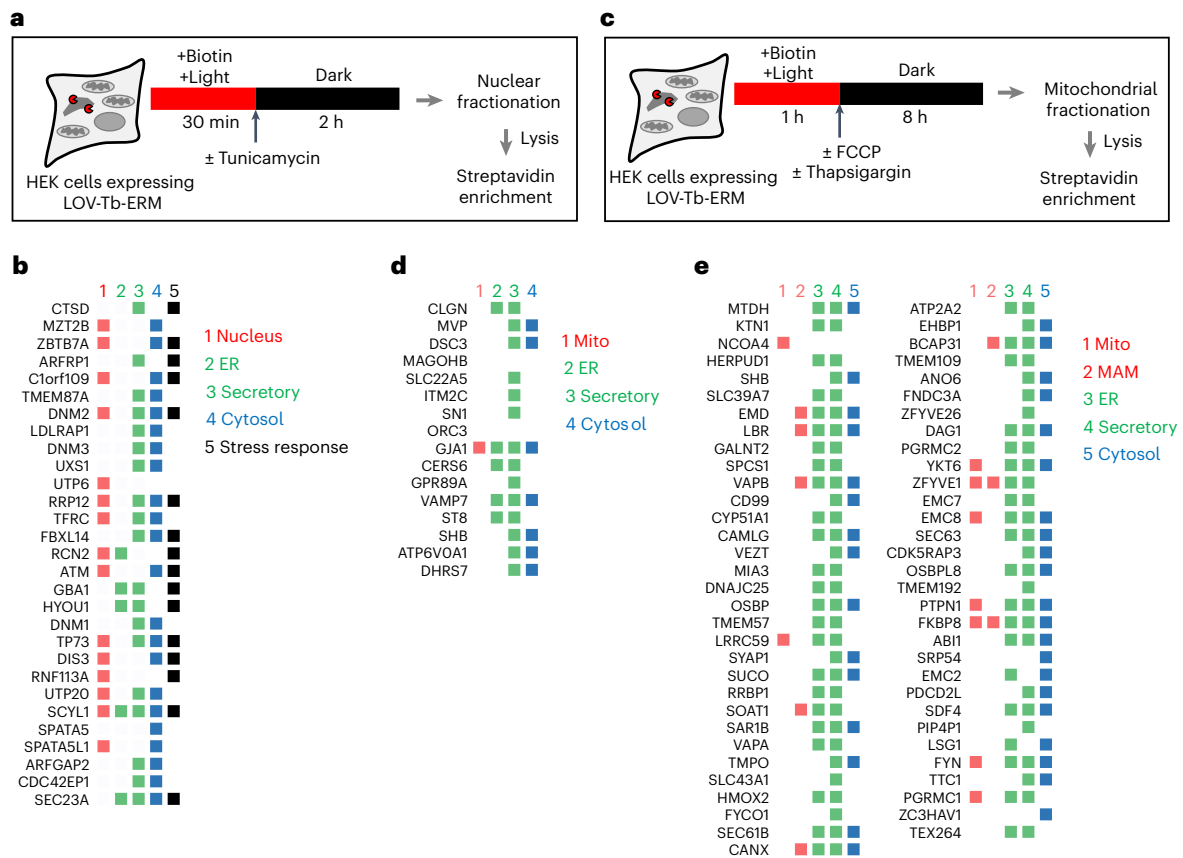 a
+Biotin
+Light
Dark
30 min
2 h
± Tunicamycin
HEK cells expressing
LOV-Tb-ERM
Nuclear
fractionation
Lysis
Streptavidin
enrichment
c
+Biotin
+Light
Dark
1 h
8 h
± FCCP
± Thapsigargin
HEK cells expressing
LOV-Tb-ERM
Mitochondrial
fractionation
Lysis
Streptavidin
enrichment
b
1 2 3 4 5
CTSD
MZT2B
ZBTB7A
ARFRP1
C1orf109
TMEM87A
DNM2
LDLRAP1
DNM3
UXS1
UTP6
RRP12
TFRC
FBXL14
RCN2
ATM
GBA1
HYOU1
DNM1
TP73
DIS3
RNF113A
UTP20
SCYL1
SPATA5
SPATA5L1
ARFGAP2
CDC42EP1
SEC23A
1 Nucleus
2 ER
3 Secretory
4 Cytosol
5 Stress response
d
1 2 3 4
CLGN
MVP
DSC3
MAGOHB
SLC22A5
ITM2C
SN1
ORC3
GJA1
CERS6
GPR89A
VAMP7
ST8
SHB
ATP6V0A1
DHRS7
1 Mito
2 ER
3 Secretory
4 Cytosol
e
1 2 3 4 5
MTDH
KTN1
NCOA4
HERPUD1
SHB
SLC39A7
EMD
LBR
GALNT2
SPCS1
VAPB
CD99
CYP51A1
CAMLG
VEZT
MIA3
DNAJC25
OSBP
TMEM57
LRRC59
SYAP1
SUCO
RRBP1
SOAT1
SAR1B
VAPA
TMPO
SLC43A1
HMOX2
FYCO1
SEC61B
CANX
1 2 3 4 5
ATP2A2
EHBP1
BCAP31
TMEM109
ANO6
FNDC3A
ZFYVE26
DAG1
PGRMC2
YKT6
ZFYVE1
EMC7
EMC8
SEC63
CDK5RAP3
OSBPL8
TMEM192
PTPN1
FKBP8
ABI1
SRP54
EMC2
PDCD2L
SDF4
PIP4P1
LSG1
FYN
TTC1
PGRMC1
ZC3HAV1
TEX264
1 Mito
2 MAM
3 ER
4 Secretory
5 Cytosol